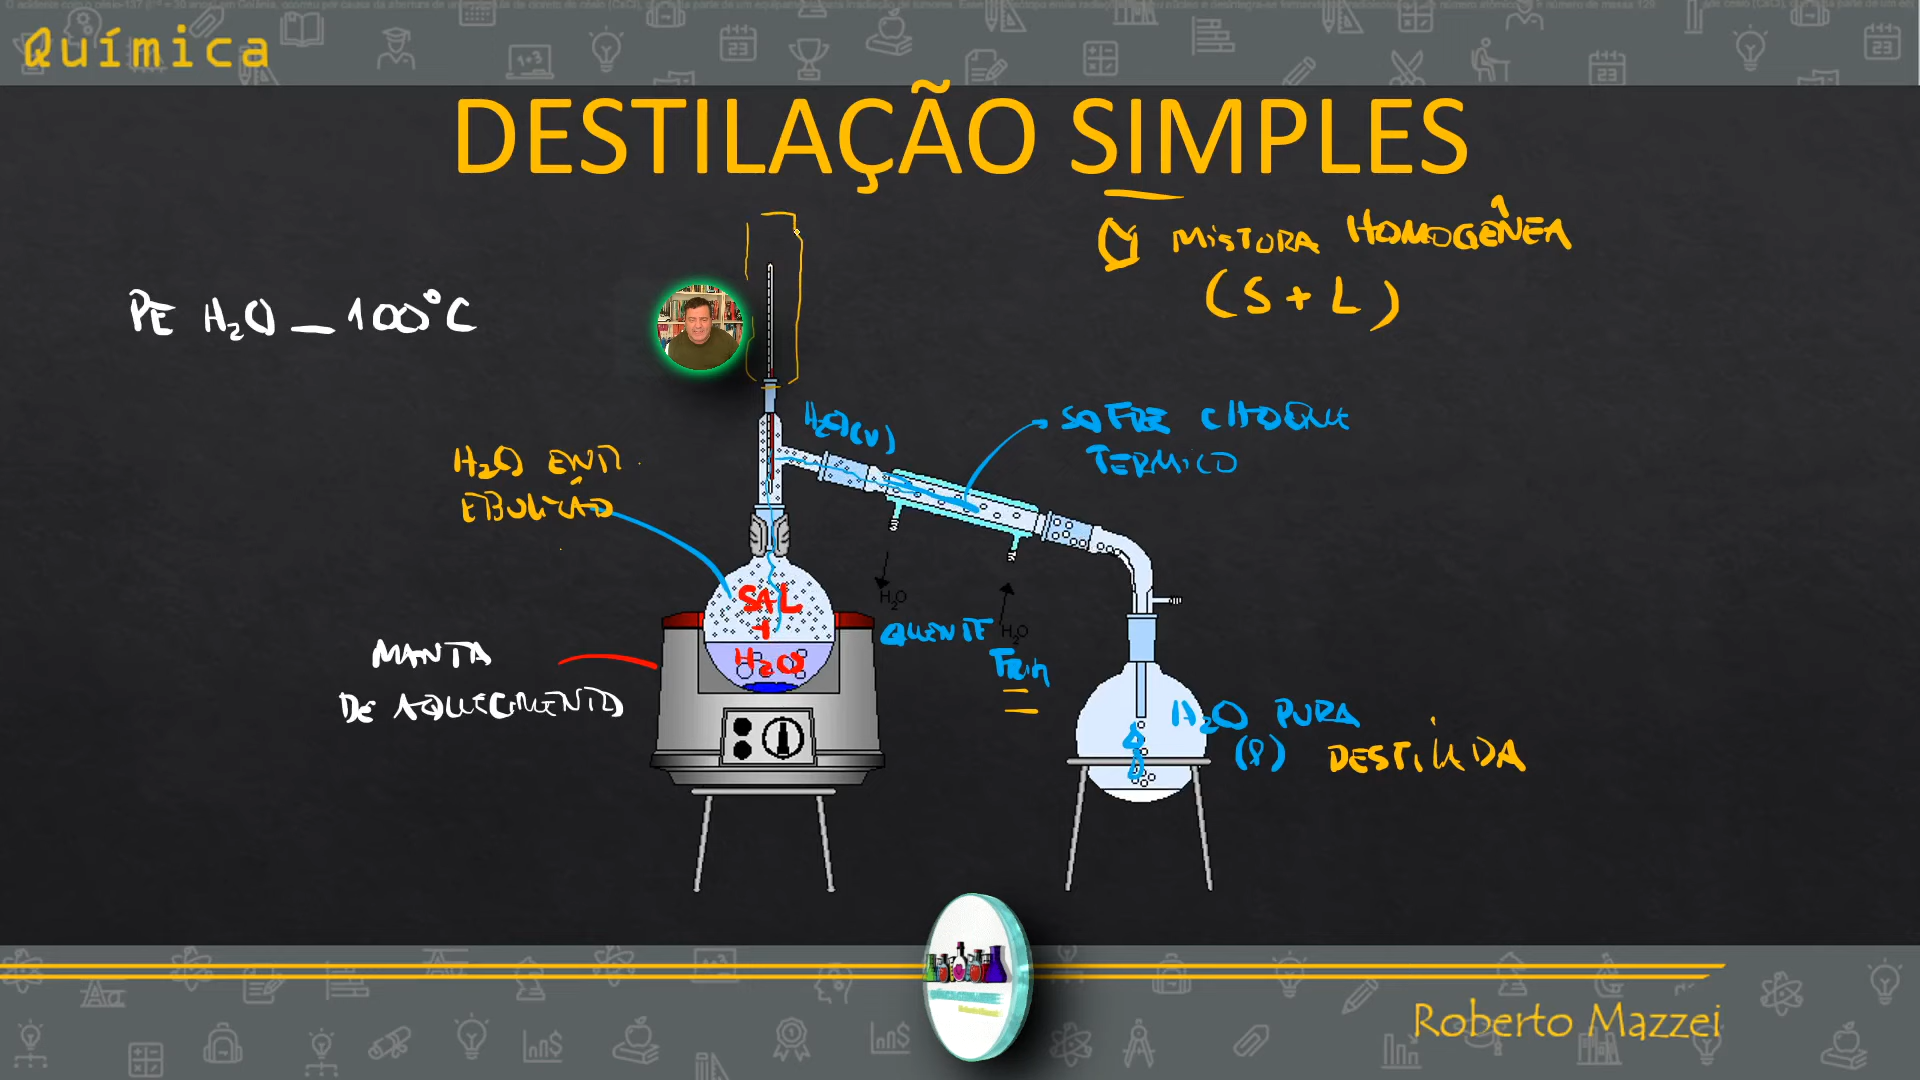 Química
DESTILAÇÃO SIMPLES
MISTURA HOMOGÊNEA
(S + L)
PE H₂O _ 100°C
H₂O(V)
SOFRE CHOQUE
TÉRMICO
H₂O ENTR
EBULIÇÃO
SAL
+
H₂O
H₂O
QUENTE
H₂O
FRIA
MANTA
DE AQUECIMENTO
H₂O PURA
(l) DESTILADA
Roberto Mazzei